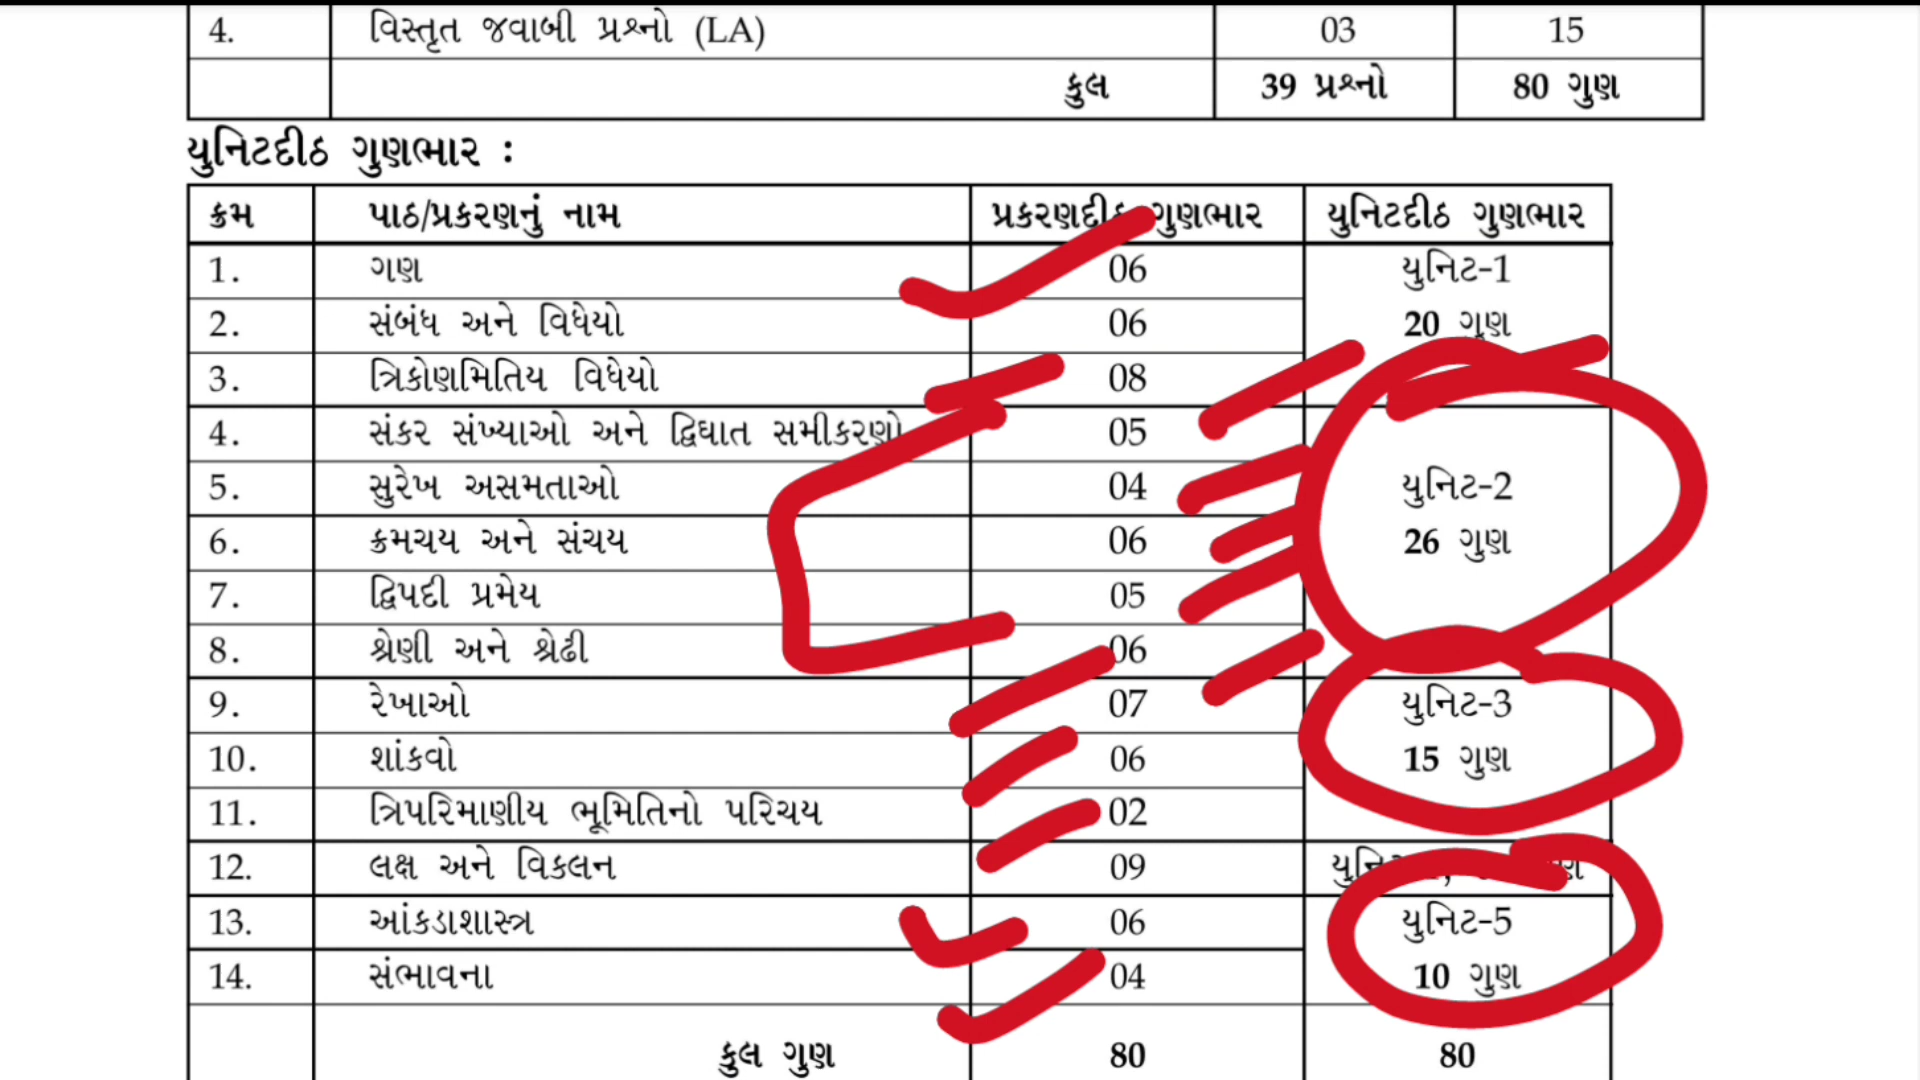 4. વિસ્તૃત જવાબી પ્રશ્નો (LA) 03 15
કુલ 39 પ્રશ્નો 80 ગુણ
યુનિટદીઠ ગુણભાર :
ક્રમ પાઠ/પ્રકરણનું નામ પ્રકરણદીઠ ગુણભાર યુનિટદીઠ ગુણભાર
1. ગણ 06 યુનિટ-1
2. સંબંધ અને વિધેયો 06 20 ગુણ
3. ત્રિકોણમિતિય વિધેયો 08
4. સંકર સંખ્યાઓ અને દ્વિઘાત સમીકરણો 05
5. સુરેખ અસમતાઓ 04 યુનિટ-2
6. ક્રમચય અને સંચય 06 26 ગુણ
7. દ્વિપદી પ્રમેય 05
8. શ્રેણી અને શ્રેઢી 06
9. રેખાઓ 07 યુનિટ-3
10. શાંકવો 06 15 ગુણ
11. ત્રિપરિમાણીય ભૂમિતિનો પરિચય 02
12. લક્ષ અને વિકલન 09
13. આંકડાશાસ્ત્ર 06 યુનિટ-5
14. સંભાવના 04 10 ગુણ
કુલ ગુણ 80 80